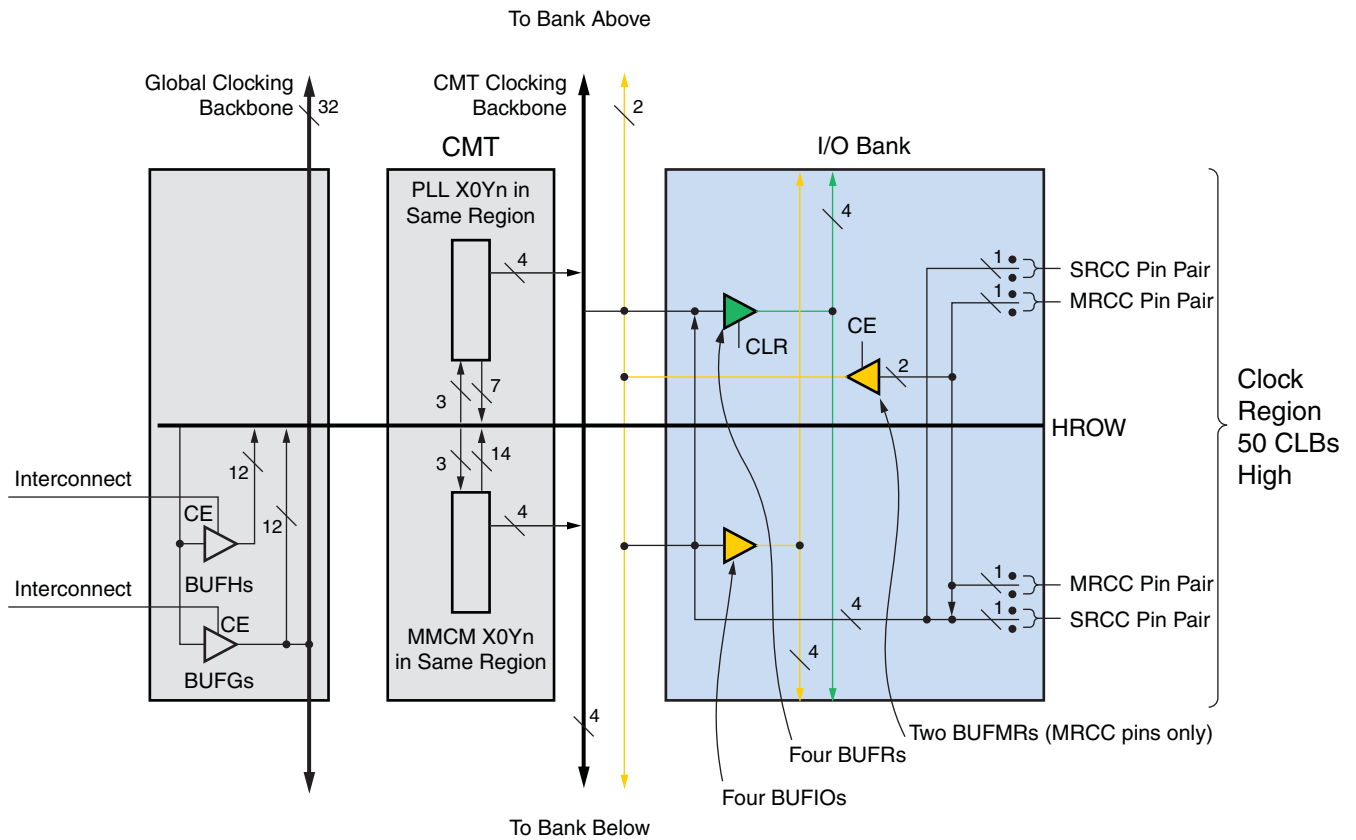 To Bank Above
Global Clocking
Backbone
32
CMT Clocking
Backbone
2
CMT
I/O Bank
PLL X0Yn in
Same Region
4
4
1
SRCC Pin Pair
1
MRCC Pin Pair
CLR
CE
2
3
7
Clock
Region
50 CLBs
High
HROW
3
14
12
Interconnect
CE
12
4
BUFHs
Interconnect
CE
BUFGs
MMCM X0Yn
in Same Region
1
MRCC Pin Pair
4
1
SRCC Pin Pair
4
4
Two BUFMRs (MRCC pins only)
Four BUFRs
Four BUFIOs
To Bank Below